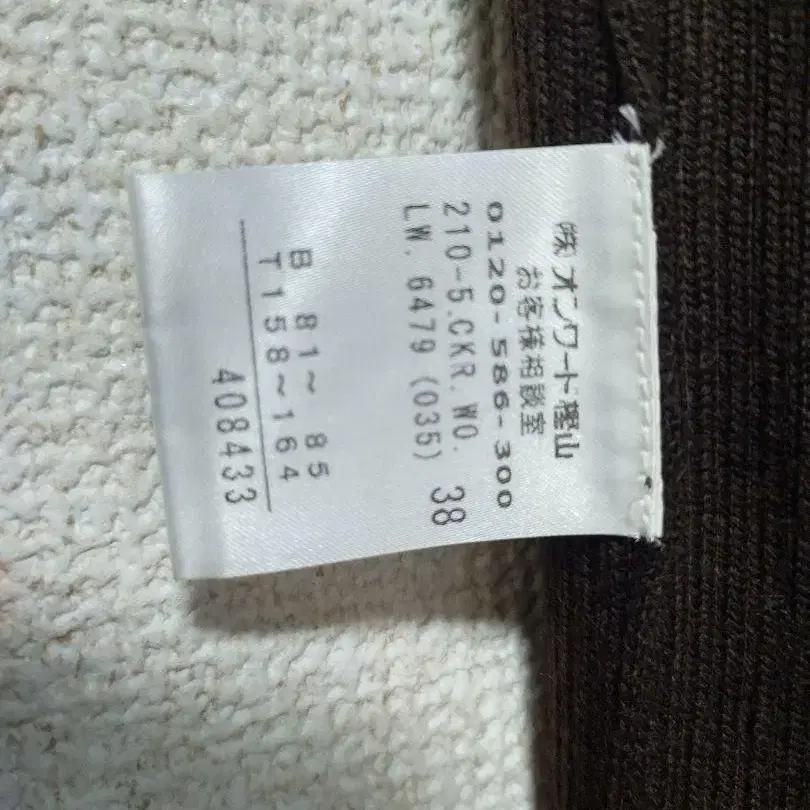 ㈱オンワード樫山
お客様相談室
0120-586-300
210-5.CKR.WO.
LW.6479(035) 38
B 81~ 85
T158~164
408433